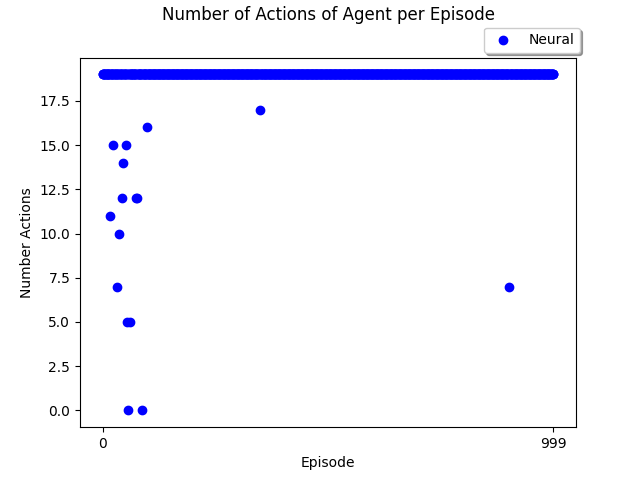 Number of Actions of Agent per Episode
Neural
17.5
15.0
12.5
10.0
7.5
5.0
2.5
0.0
Number Actions
0
999
Episode